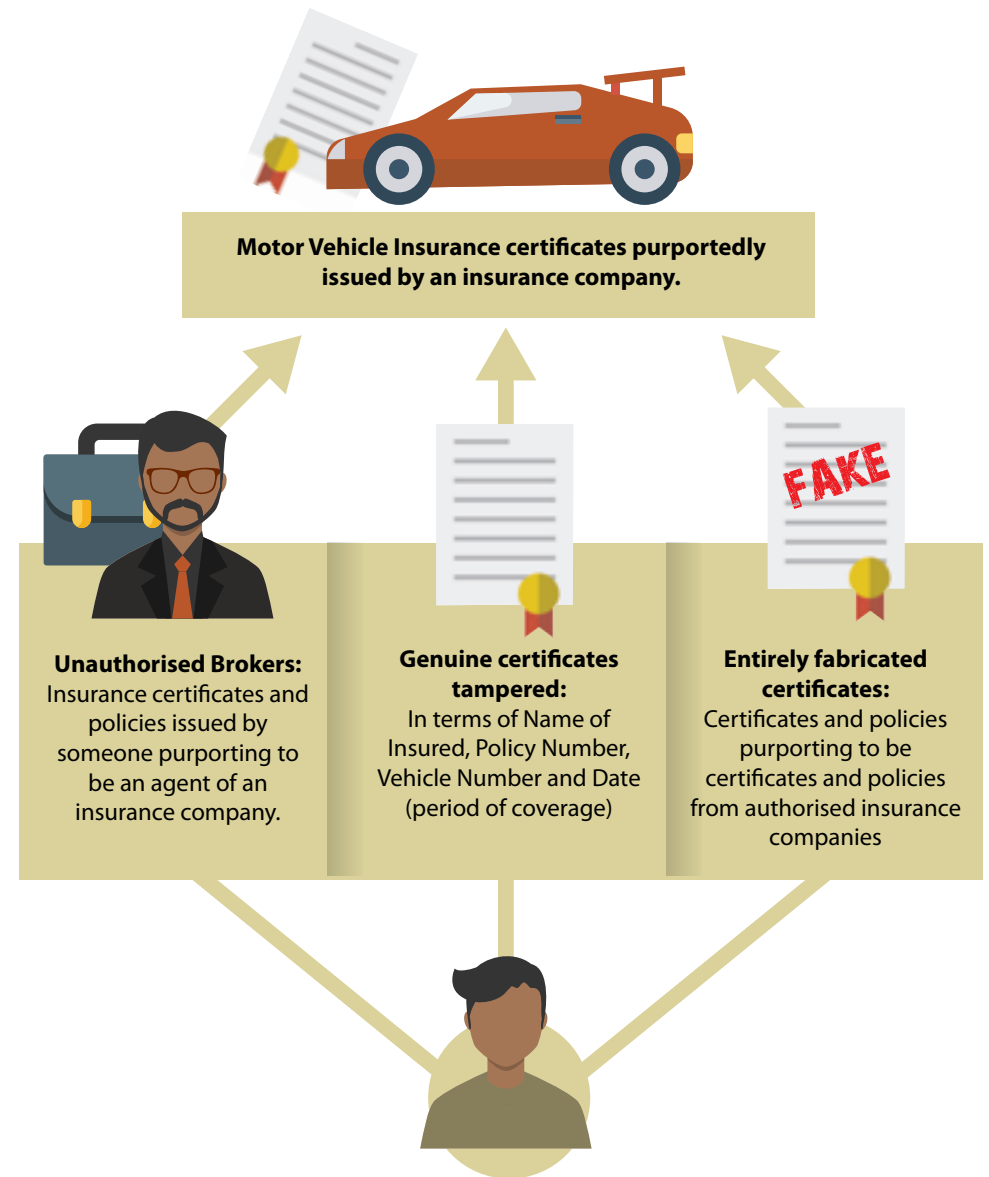 Motor Vehicle Insurance certificates purportedly
issued by an insurance company.
FAKE
Unauthorised Brokers:
Insurance certificates and
policies issued by
someone purporting to
be an agent of an
insurance company.
Genuine certificates
tampered:
In terms of Name of
Insured, Policy Number,
Vehicle Number and Date
(period of coverage)
Entirely fabricated
certificates:
Certificates and policies
purporting to be
certificates and policies
from authorised insurance
companies